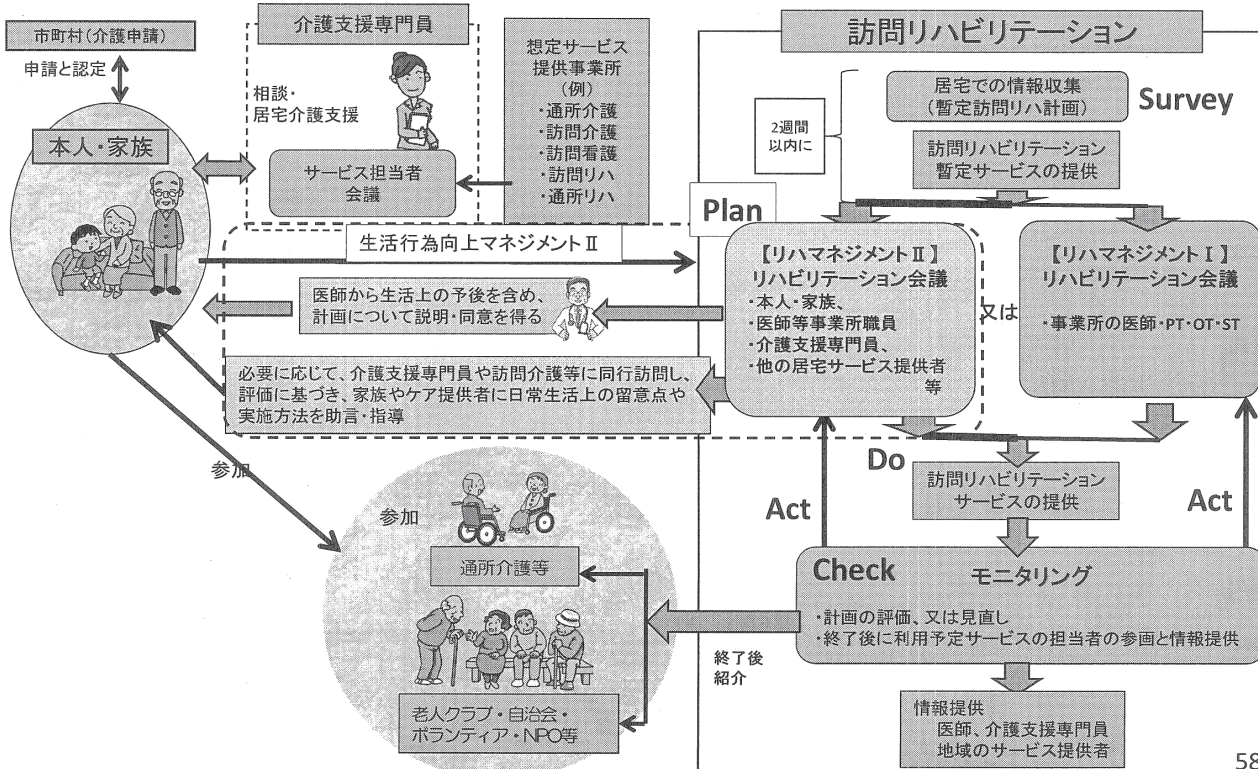 市町村(介護申請)
申請と認定
本人・家族
介護支援専門員
相談・
居宅介護支援
サービス担当者
会議
想定サービス
提供事業所
(例)
・通所介護
・訪問介護
・訪問看護
・訪問リハ
・通所リハ
生活行為向上マネジメントⅡ
医師から生活上の予後を含め、
計画について説明・同意を得る
必要に応じて、介護支援専門員や訪問介護等に同行訪問し、
評価に基づき、家族やケア提供者に日常生活上の留意点や
実施方法を助言・指導
参加
参加
通所介護等
老人クラブ・自治会・
ボランティア・NPO等
訪問リハビリテーション
2週間
以内に
居宅での情報収集
(暫定訪問リハ計画)
Survey
訪問リハビリテーション
暫定サービスの提供
Plan
【リハマネジメントⅡ】
リハビリテーション会議
・本人・家族、
・医師等事業所職員
・介護支援専門員、
・他の居宅サービス提供者
等
又は
【リハマネジメントⅠ】
リハビリテーション会議
・事業所の医師・PT・OT・ST
Do
訪問リハビリテーション
サービスの提供
Act
Act
Check
モニタリング
・計画の評価、又は見直し
・終了後に利用予定サービスの担当者の参画と情報提供
終了後
紹介
情報提供
医師、介護支援専門員
地域のサービス提供者
58